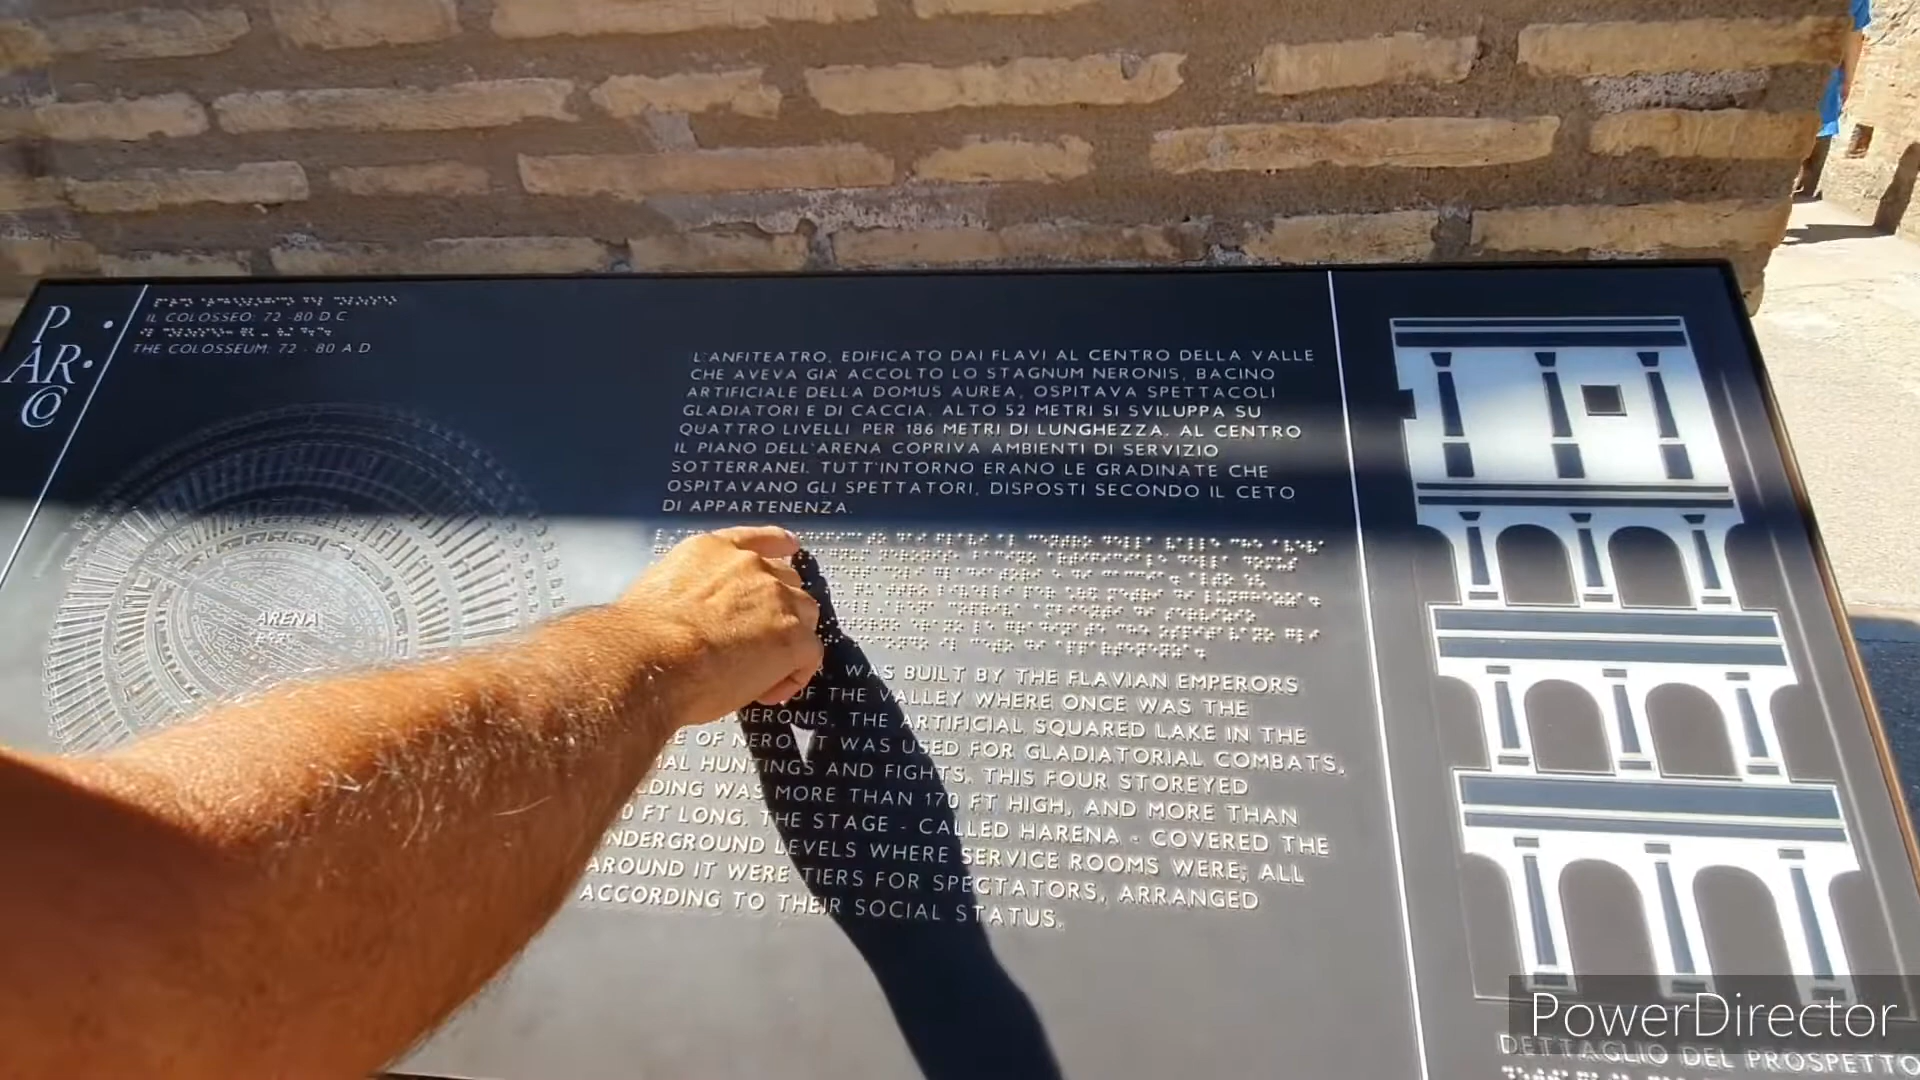 PARCO
IL COLOSSEO: 72 -80 D.C.
THE COLOSSEUM: 72 - 80 A.D
ARENA
L'ANFITEATRO, EDIFICATO DAI FLAVI AL CENTRO DELLA VALLE
CHE AVEVA GIA' ACCOLTO LO STAGNUM NERONIS, BACINO
ARTIFICIALE DELLA DOMUS AUREA, OSPITAVA SPETTACOLI
GLADIATORI E DI CACCIA. ALTO 52 METRI SI SVILUPPA SU
QUATTRO LIVELLI PER 186 METRI DI LUNGHEZZA. AL CENTRO
IL PIANO DELL'ARENA COPRIVA AMBIENTI DI SERVIZIO
SOTTERRANEI. TUTT'INTORNO ERANO LE GRADINATE CHE
OSPITAVANO GLI SPETTATORI, DISPOSTI SECONDO IL CETO
DI APPARTENENZA.
WAS BUILT BY THE FLAVIAN EMPERORS
OF THE VALLEY WHERE ONCE WAS THE
NERONIS, THE ARTIFICIAL SQUARED LAKE IN THE
OF NERO. IT WAS USED FOR GLADIATORIAL COMBATS,
HUNTINGS AND FIGHTS. THIS FOUR STOREYED
WAS MORE THAN 170 FT HIGH, AND MORE THAN
FT LONG. THE STAGE - CALLED HARENA - COVERED THE
UNDERGROUND LEVELS WHERE SERVICE ROOMS WERE; ALL
AROUND IT WERE TIERS FOR SPECTATORS, ARRANGED
ACCORDING TO THEIR SOCIAL STATUS.
DETTAGLIO DEL PROSPETTO
PowerDirector